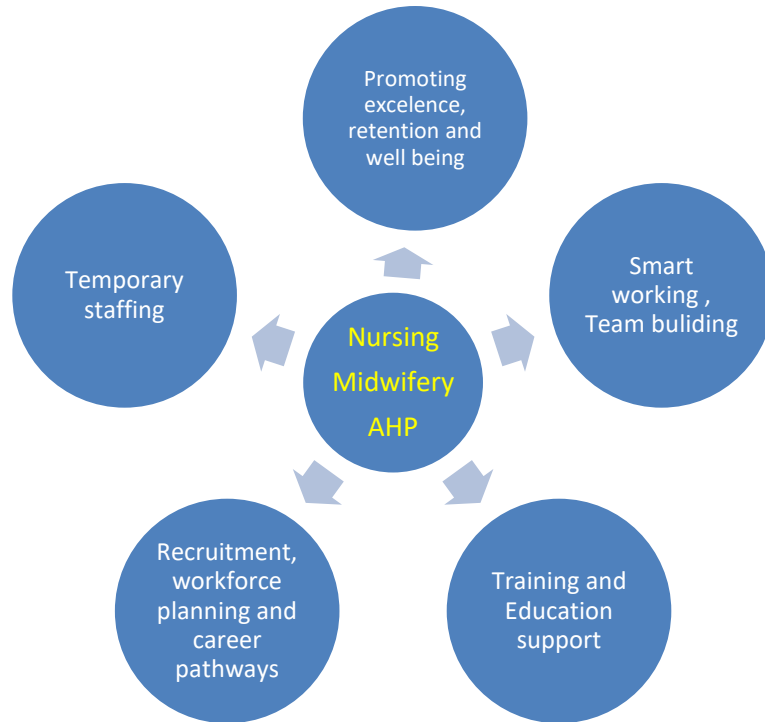 Promoting
excelence,
retention and
well being
Temporary
staffing
Smart
working ,
Team buliding
Nursing
Midwifery
AHP
Recruitment,
workforce
planning and
career
pathways
Training and
Education
support